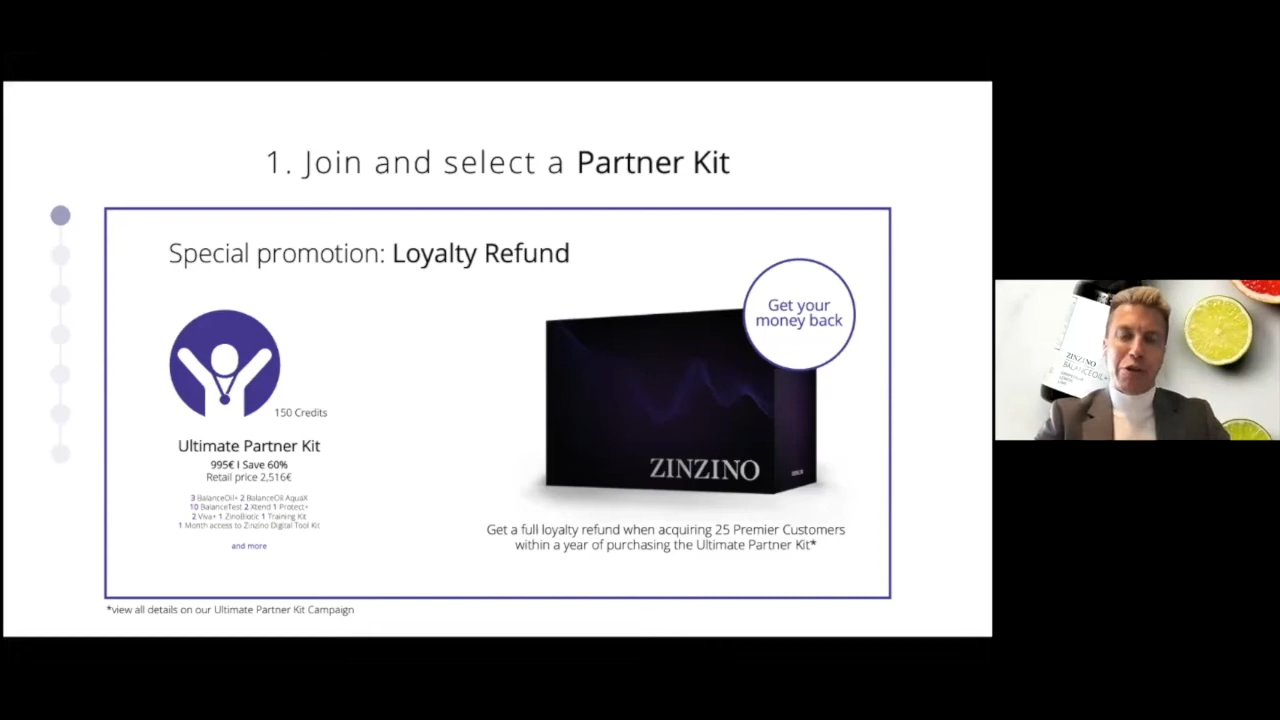 1. Join and select a Partner Kit
Special promotion: Loyalty Refund
Get your
money back
150 Credits
Ultimate Partner Kit
995€ I Save 60%
Retail price 2,516€
3 BalanceOil+ 2 BalanceOil AquaX
10 BalanceTest 2 Xtend 1 Protect+
2 Viva+ 1 ZinoBiotic 1 Training Kit
1 Month access to Zinzino Digital Tool Kit
and more
ZINZINO
Get a full loyalty refund when acquiring 25 Premier Customers
within a year of purchasing the Ultimate Partner Kit*
*view all details on our Ultimate Partner Kit Campaign
ZINZINO
BALANCEOIL+